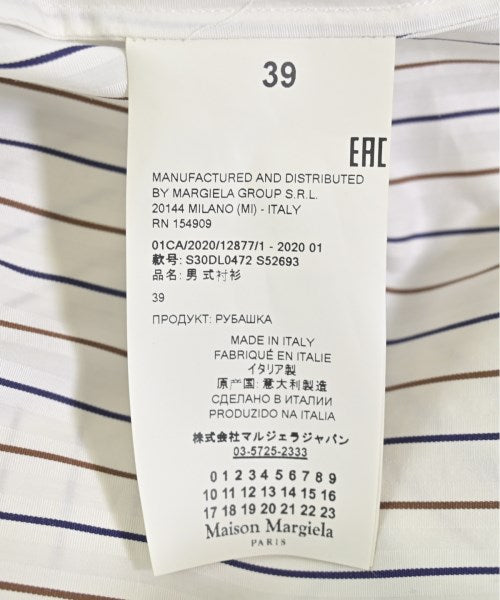 39
EAC
MANUFACTURED AND DISTRIBUTED
BY MARGIELA GROUP S.R.L.
20144 MILANO (MI) - ITALY
RN 154909
01CA/2020/12877/1 - 2020 01
款号: S30DL0472 S52693
品名: 男 式衬衫
39
ПРОДУКТ: РУБАШКА
MADE IN ITALY
FABRIQUÉ EN ITALIE
イタリア製
原产国: 意大利製造
СДЕЛАНО В ИТАЛИИ
PRODUZIDO NA ITALIA
株式会社マルジェラジャパン
03-5725-2333
0 1 2 3 4 5 6 7 8 9
10 11 12 13 14 15 16
17 18 19 20 21 22 23
Maison Margiela
PARIS